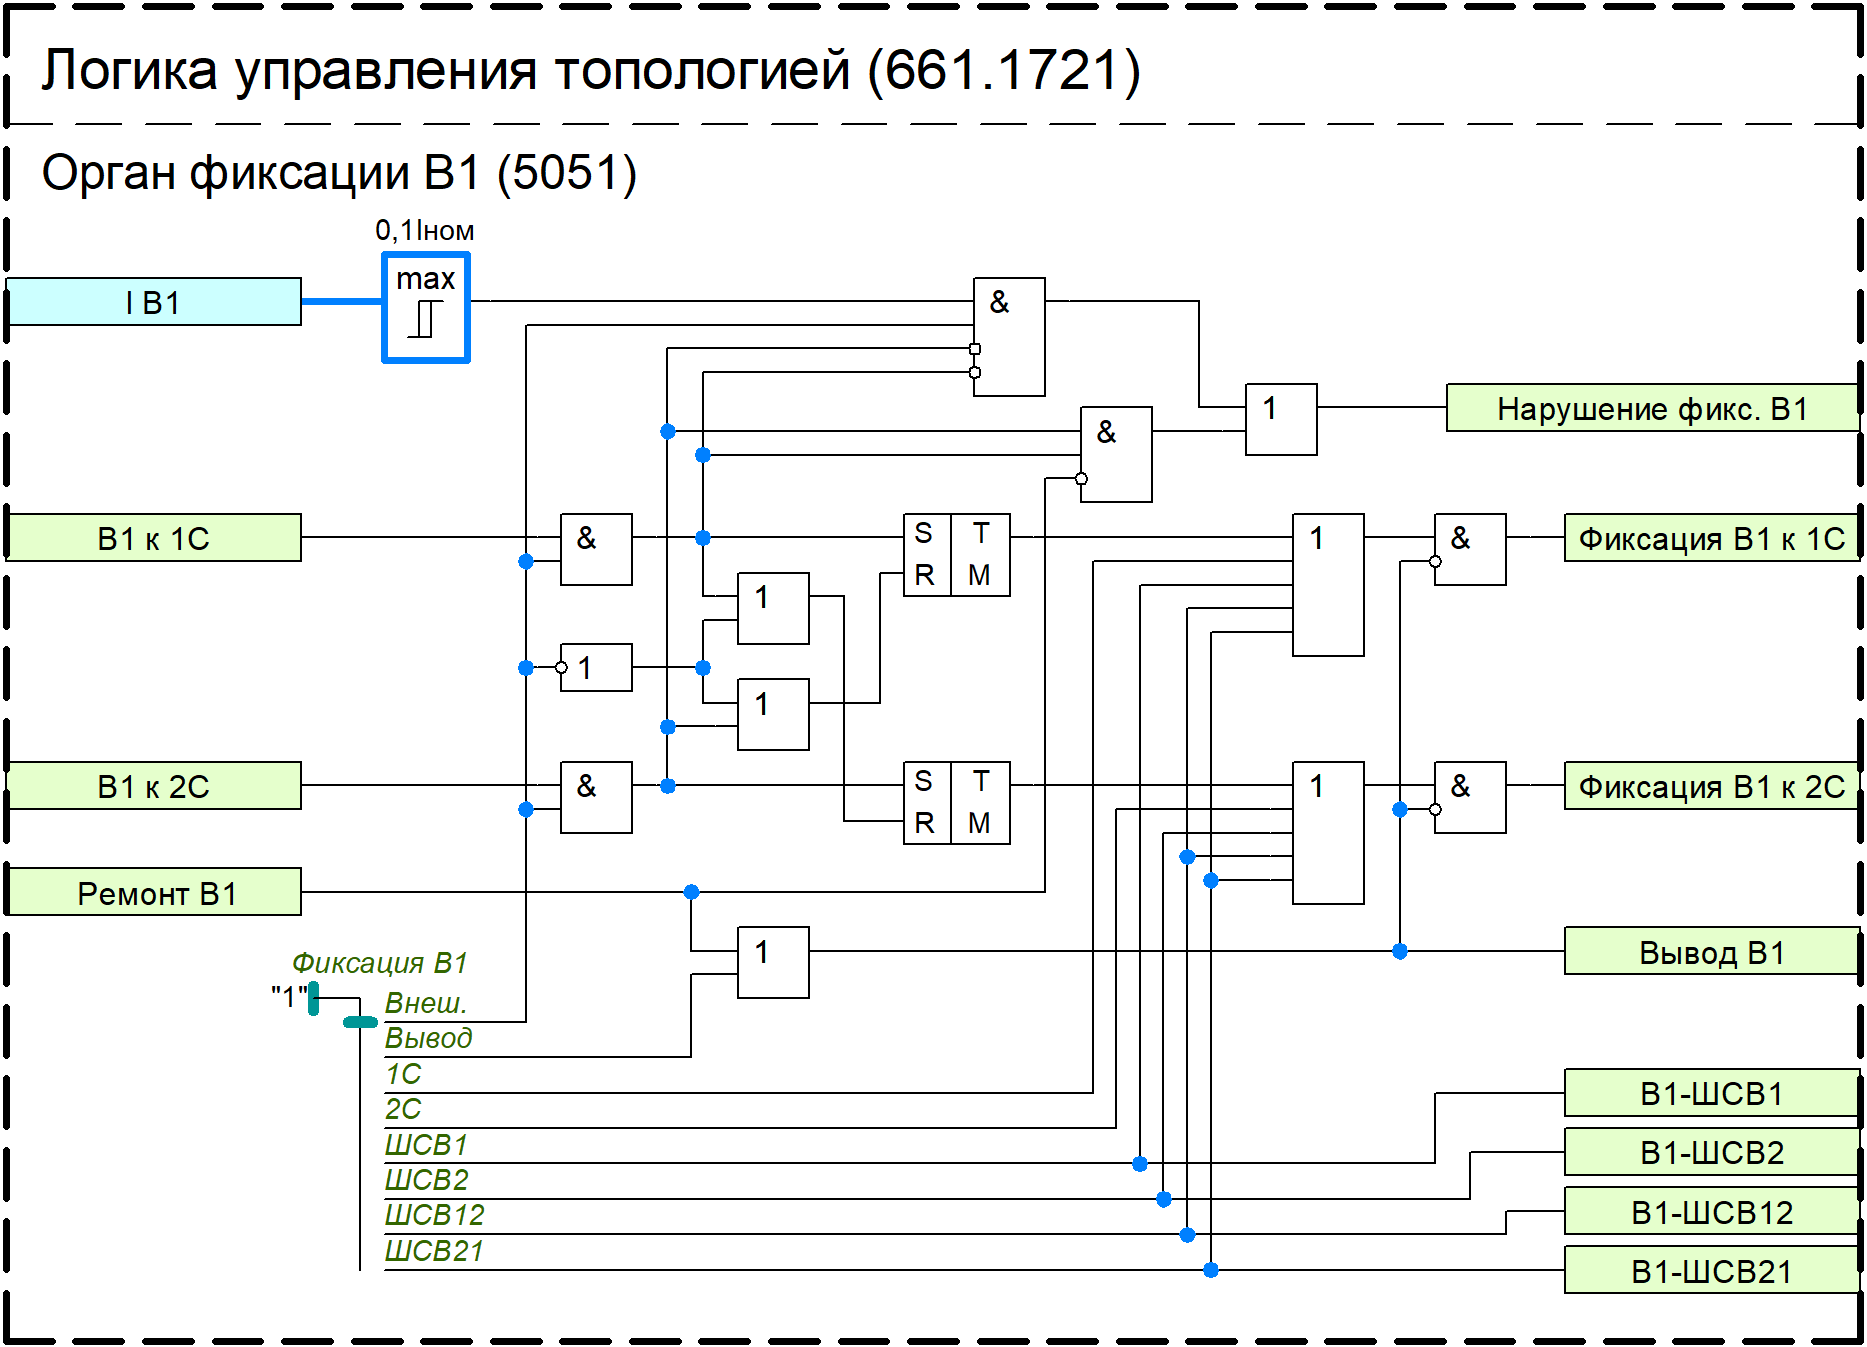 Логика управления топологией (661.1721)
Орган фиксации В1 (5051)
0,1Iном
max
I В1
&
&
1
Нарушение фикс. В1
В1 к 1С
&
S T
R M
1
&
Фиксация В1 к 1С
1
1
1
В1 к 2С
&
S T
R M
1
&
Фиксация В1 к 2С
Ремонт В1
1
Вывод В1
Фиксация В1
"1"
Внеш.
Вывод
1С
2С
ШСВ1
ШСВ2
ШСВ12
ШСВ21
В1-ШСВ1
В1-ШСВ2
В1-ШСВ12
В1-ШСВ21